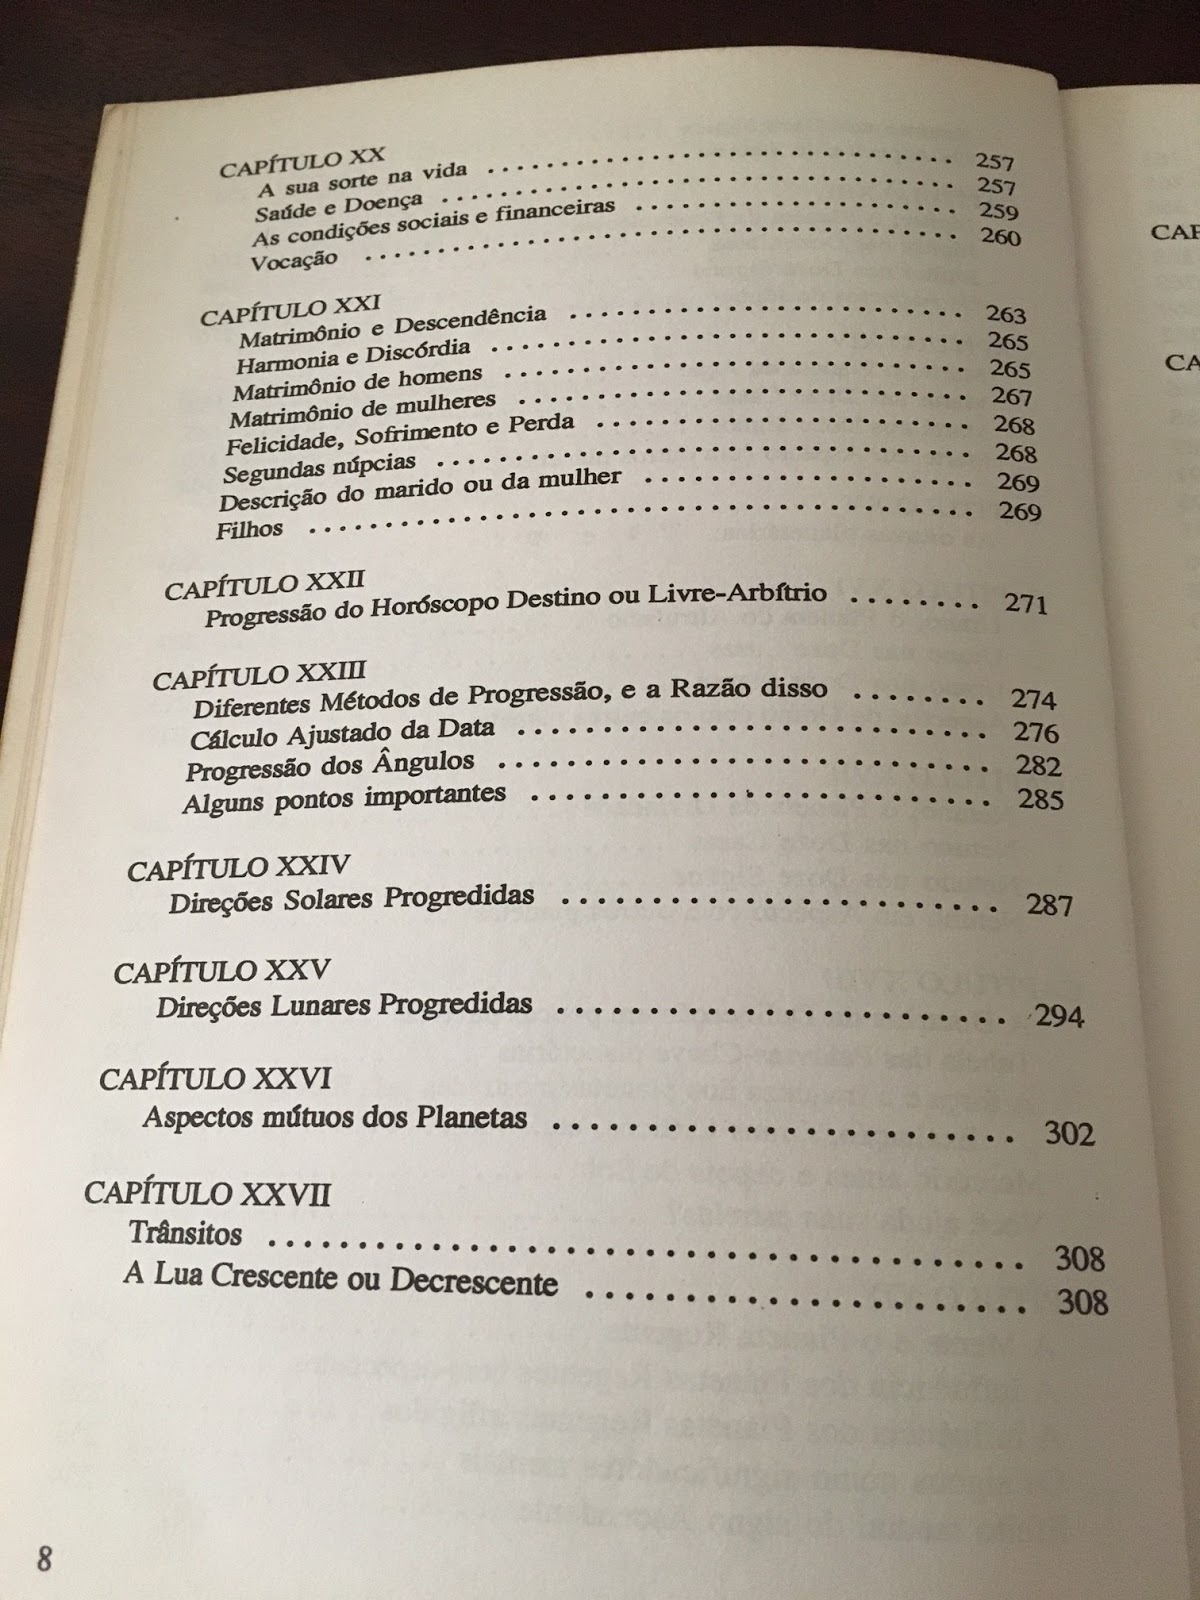 CAPÍTULO XX
A sua sorte na vida .................................... 257
Saúde e Doença ....................................... 257
As condições sociais e financeiras ........................ 259
Vocação ............................................. 260
CAPÍTULO XXI
Matrimônio e Descendência ............................ 263
Harmonia e Discórdia ................................. 265
Matrimônio de homens ................................ 265
Matrimônio de mulheres ............................... 267
Felicidade, Sofrimento e Perda .......................... 268
Segundas núpcias ..................................... 268
Descrição do marido ou da mulher ...................... 269
Filhos .............................................. 269
CAPÍTULO XXII
Progressão do Horóscopo Destino ou Livre-Arbítrio ........ 271
CAPÍTULO XXIII
Diferentes Métodos de Progressão, e a Razão disso ........ 274
Cálculo Ajustado da Data .............................. 276
Progressão dos Ângulos ................................ 282
Alguns pontos importantes ............................. 285
CAPÍTULO XXIV
Direções Solares Progredidas ............................ 287
CAPÍTULO XXV
Direções Lunares Progredidas ........................... 294
CAPÍTULO XXVI
Aspectos mútuos dos Planetas .......................... 302
CAPÍTULO XXVII
Trânsitos ........................................... 308
A Lua Crescente ou Decrescente ........................ 308
8